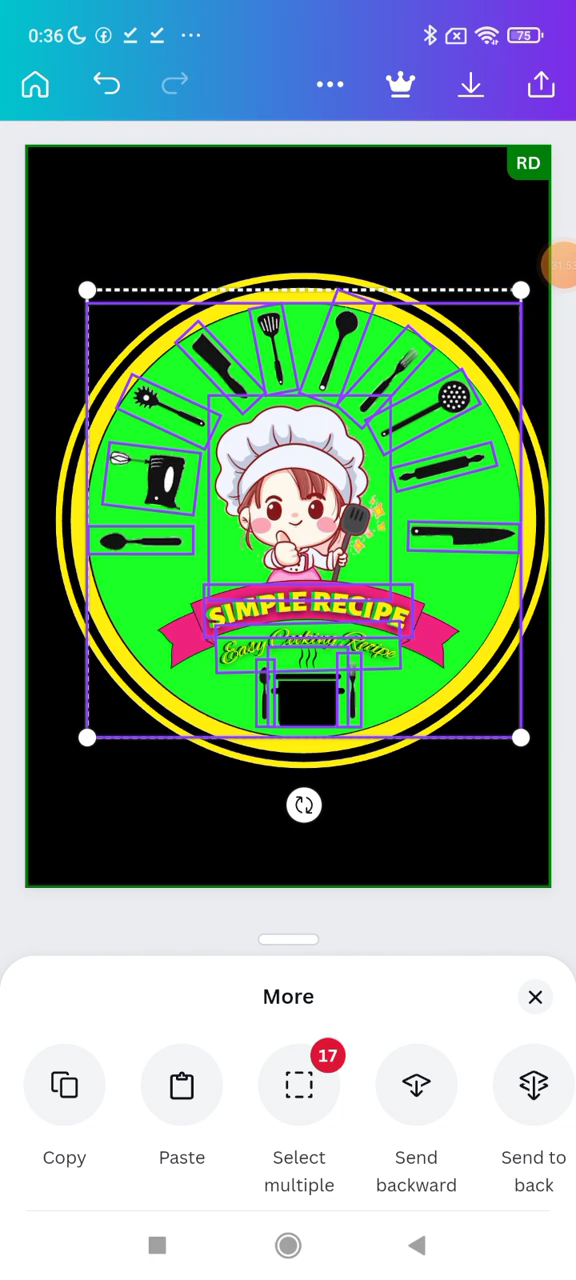 0:36
75
RD
SIMPLE RECIPE
Easy Cooking Recipe
More
17
Copy
Paste
Select multiple
Send backward
Send to back